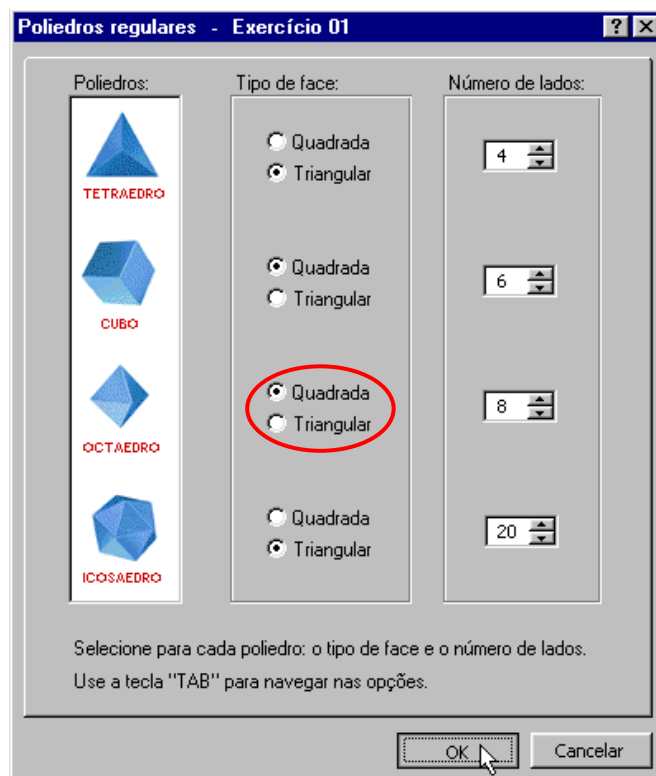 Poliedros regulares - Exercício 01
Poliedros: Tipo de face: Número de lados:
Quadrada
Triangular
4
TETRAEDRO
Quadrada
Triangular
6
CUBO
Quadrada
Triangular
8
OCTAEDRO
Quadrada
Triangular
20
ICOSAEDRO
Selecione para cada poliedro: o tipo de face e o número de lados.
Use a tecla "TAB" para navegar nas opções.
OK Cancelar